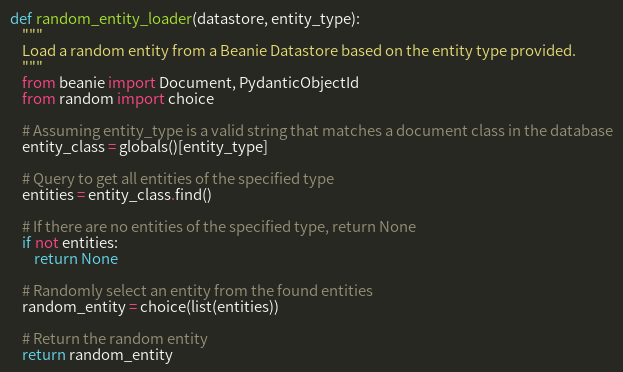 def random_entity_loader(datastore, entity_type):
"""
Load a random entity from a Beanie Datastore based on the entity type provided.
"""
from beanie import Document, PydanticObjectId
from random import choice
# Assuming entity_type is a valid string that matches a document class in the database
entity_class = globals()[entity_type]
# Query to get all entities of the specified type
entities = entity_class.find()
# If there are no entities of the specified type, return None
if not entities:
return None
# Randomly select an entity from the found entities
random_entity = choice(list(entities))
# Return the random entity
return random_entity